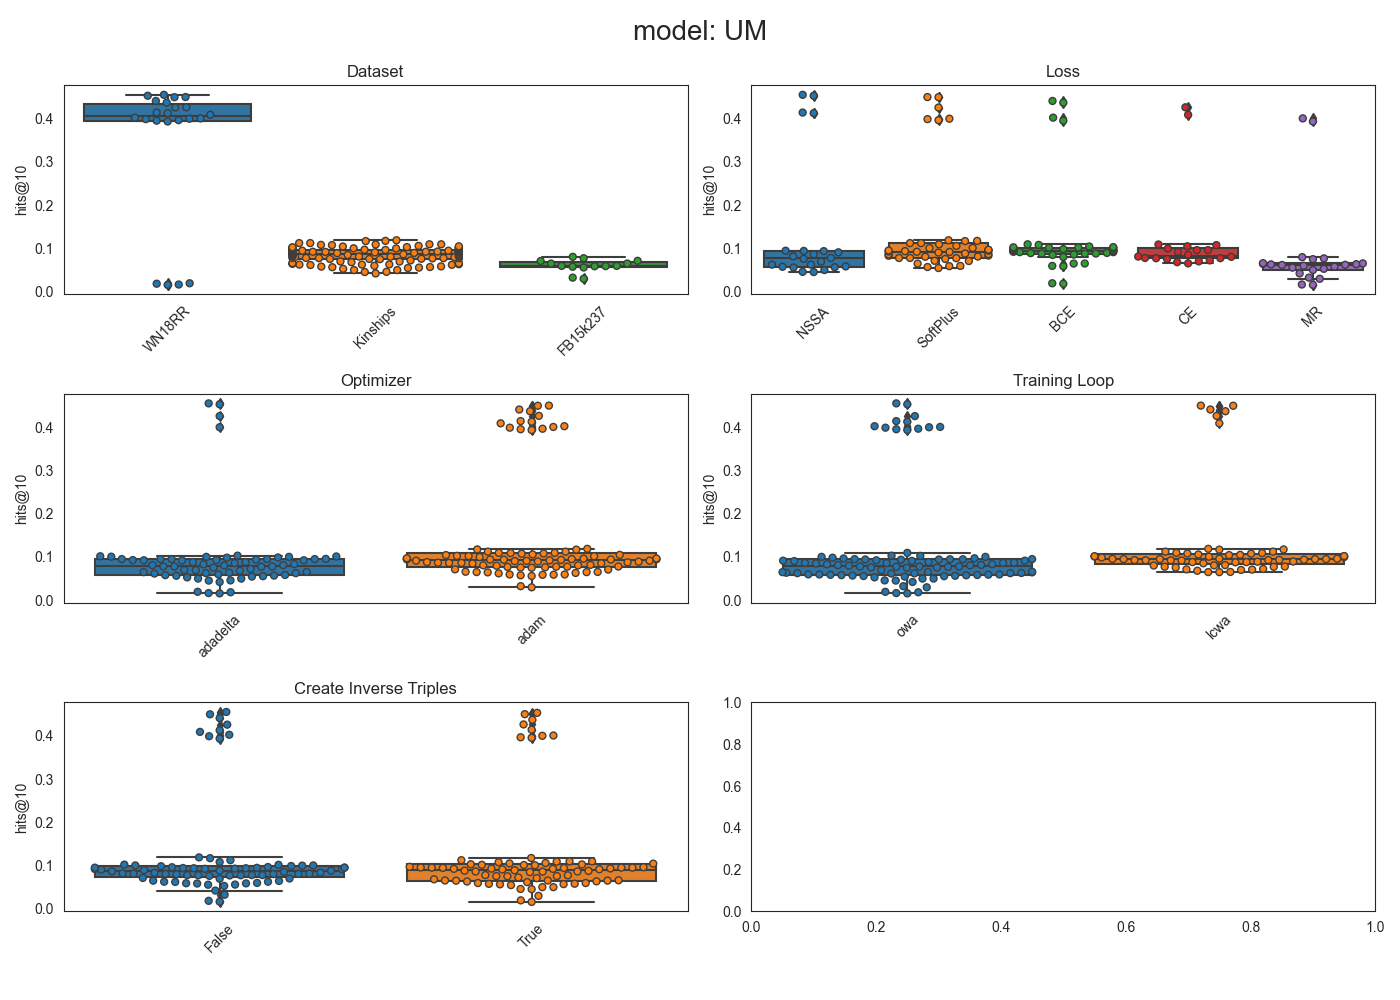 model: UM
Dataset
hits@10
0.4
0.3
0.2
0.1
0.0
WN18RR
Kinships
FB15k237
Loss
hits@10
0.4
0.3
0.2
0.1
0.0
NSSA
SoftPlus
BCE
CE
MR
Optimizer
hits@10
0.4
0.3
0.2
0.1
0.0
adadelta
adam
Training Loop
hits@10
0.4
0.3
0.2
0.1
0.0
owa
lcwa
Create Inverse Triples
hits@10
0.4
0.3
0.2
0.1
0.0
False
True
1.0
0.8
0.6
0.4
0.2
0.0
0.0 0.2 0.4 0.6 0.8 1.0